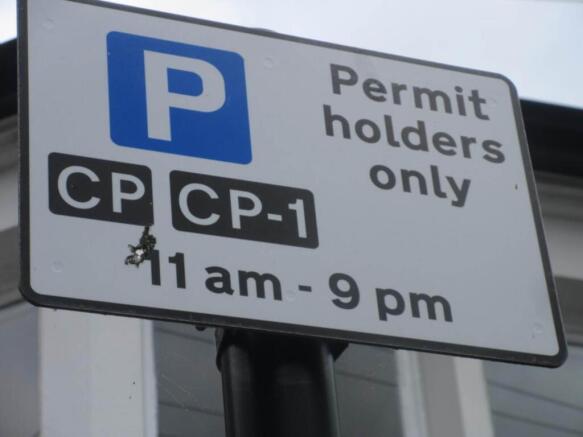 P
Permit
holders
only
CP CP-1
11 am - 9 pm